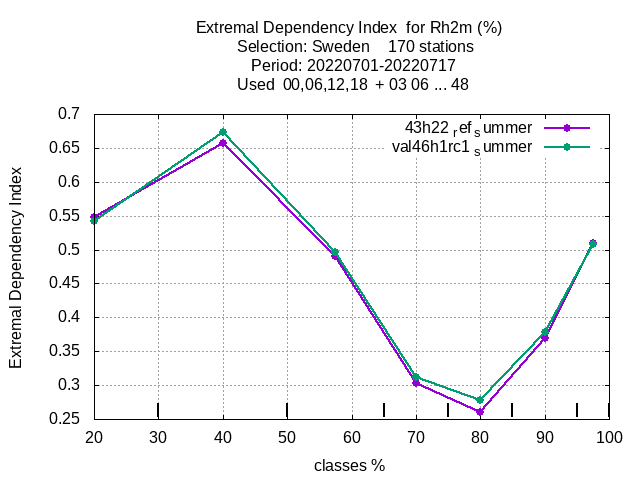 Extremal Dependency Index for Rh2m (%)
Selection: Sweden 170 stations
Period: 20220701-20220717
Used 00,06,12,18 + 03 06 ... 48
43h22 ref summer
val46h1rc1 summer
Extremal Dependency Index
0.7
0.65
0.6
0.55
0.5
0.45
0.4
0.35
0.3
0.25
20 30 40 50 60 70 80 90 100
classes %